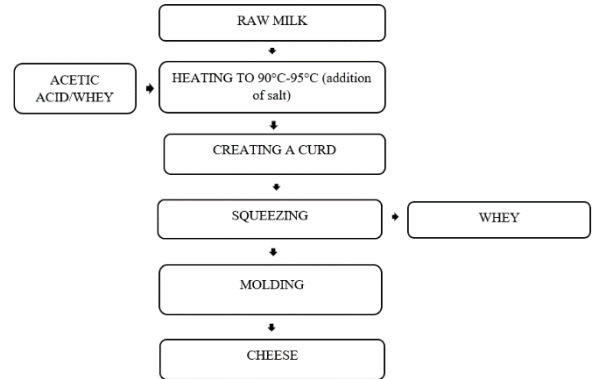 RAW MILK
ACETIC
ACID/WHEY
HEATING TO 90°C-95°C (addition
of salt)
CREATING A CURD
SQUEEZING
WHEY
MOLDING
CHEESE